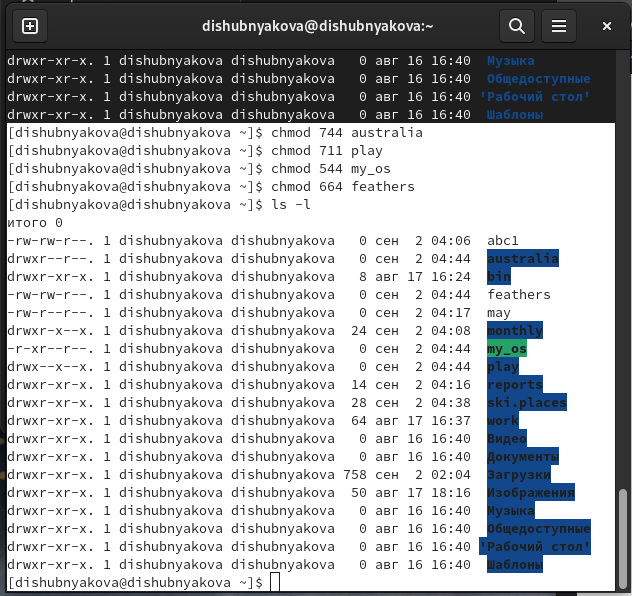 dishubnyakova@dishubnyakova:~
drwxr-xr-x. 1 dishubnyakova dishubnyakova   0 авг 16 16:40  Музыка
drwxr-xr-x. 1 dishubnyakova dishubnyakova   0 авг 16 16:40  Общедоступные
drwxr-xr-x. 1 dishubnyakova dishubnyakova   0 авг 16 16:40 'Рабочий стол'
drwxr-xr-x. 1 dishubnyakova dishubnyakova   0 авг 16 16:40  Шаблоны
[dishubnyakova@dishubnyakova ~]$ chmod 744 australia
[dishubnyakova@dishubnyakova ~]$ chmod 711 play
[dishubnyakova@dishubnyakova ~]$ chmod 544 my_os
[dishubnyakova@dishubnyakova ~]$ chmod 664 feathers
[dishubnyakova@dishubnyakova ~]$ ls -l
итого 0
-rw-rw-r--. 1 dishubnyakova dishubnyakova   0 сен  2 04:06  abc1
drwxr--r--. 1 dishubnyakova dishubnyakova   0 сен  2 04:44  australia
drwxr-xr-x. 1 dishubnyakova dishubnyakova   8 авг 17 16:24  bin
-rw-rw-r--. 1 dishubnyakova dishubnyakova   0 сен  2 04:44  feathers
-rw-r--r--. 1 dishubnyakova dishubnyakova   0 сен  2 04:17  may
drwxr-x--x. 1 dishubnyakova dishubnyakova  24 сен  2 04:08  monthly
-r-xr--r--. 1 dishubnyakova dishubnyakova   0 сен  2 04:44  my_os
drwx--x--x. 1 dishubnyakova dishubnyakova   0 сен  2 04:44  play
drwxr-xr-x. 1 dishubnyakova dishubnyakova  14 сен  2 04:16  reports
drwxr-xr-x. 1 dishubnyakova dishubnyakova  28 сен  2 04:38  ski.places
drwxr-xr-x. 1 dishubnyakova dishubnyakova  64 авг 17 16:37  work
drwxr-xr-x. 1 dishubnyakova dishubnyakova   0 авг 16 16:40  Видео
drwxr-xr-x. 1 dishubnyakova dishubnyakova   0 авг 16 16:40  Документы
drwxr-xr-x. 1 dishubnyakova dishubnyakova 758 сен  2 02:04  Загрузки
drwxr-xr-x. 1 dishubnyakova dishubnyakova  50 авг 17 18:16  Изображения
drwxr-xr-x. 1 dishubnyakova dishubnyakova   0 авг 16 16:40  Музыка
drwxr-xr-x. 1 dishubnyakova dishubnyakova   0 авг 16 16:40  Общедоступные
drwxr-xr-x. 1 dishubnyakova dishubnyakova   0 авг 16 16:40 'Рабочий стол'
drwxr-xr-x. 1 dishubnyakova dishubnyakova   0 авг 16 16:40  Шаблоны
[dishubnyakova@dishubnyakova ~]$